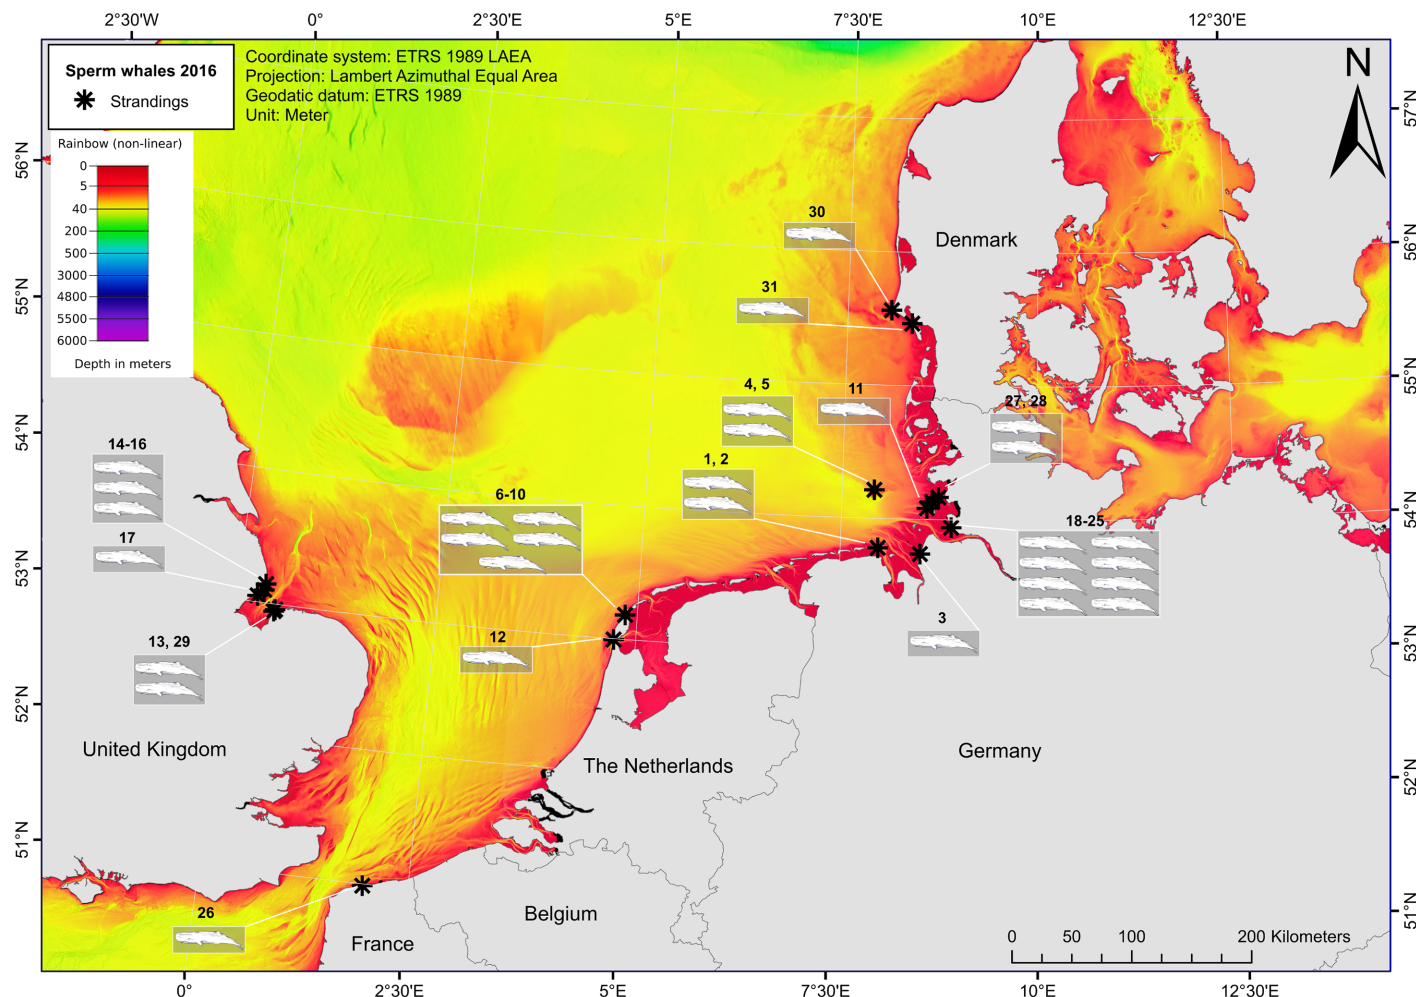 2°30'W 0° 2°30'E 5°E 7°30'E 10°E 12°30'E
Sperm whales 2016
Strandings
Coordinate system: ETRS 1989 LAEA
Projection: Lambert Azimuthal Equal Area
Geodatic datum: ETRS 1989
Unit: Meter
N
Rainbow (non-linear)
0
5
40
200
500
3000
4800
5500
6000
Depth in meters
56°N
55°N
54°N
53°N
52°N
51°N
57°N
56°N
55°N
54°N
53°N
52°N
51°N
30
Denmark
31
4, 5
11
27, 28
14-16
1, 2
6-10
18-25
17
3
12
13, 29
United Kingdom
The Netherlands
Germany
26
Belgium
France
0 50 100 200 Kilometers
0° 2°30'E 5°E 7°30'E 10°E 12°30'E